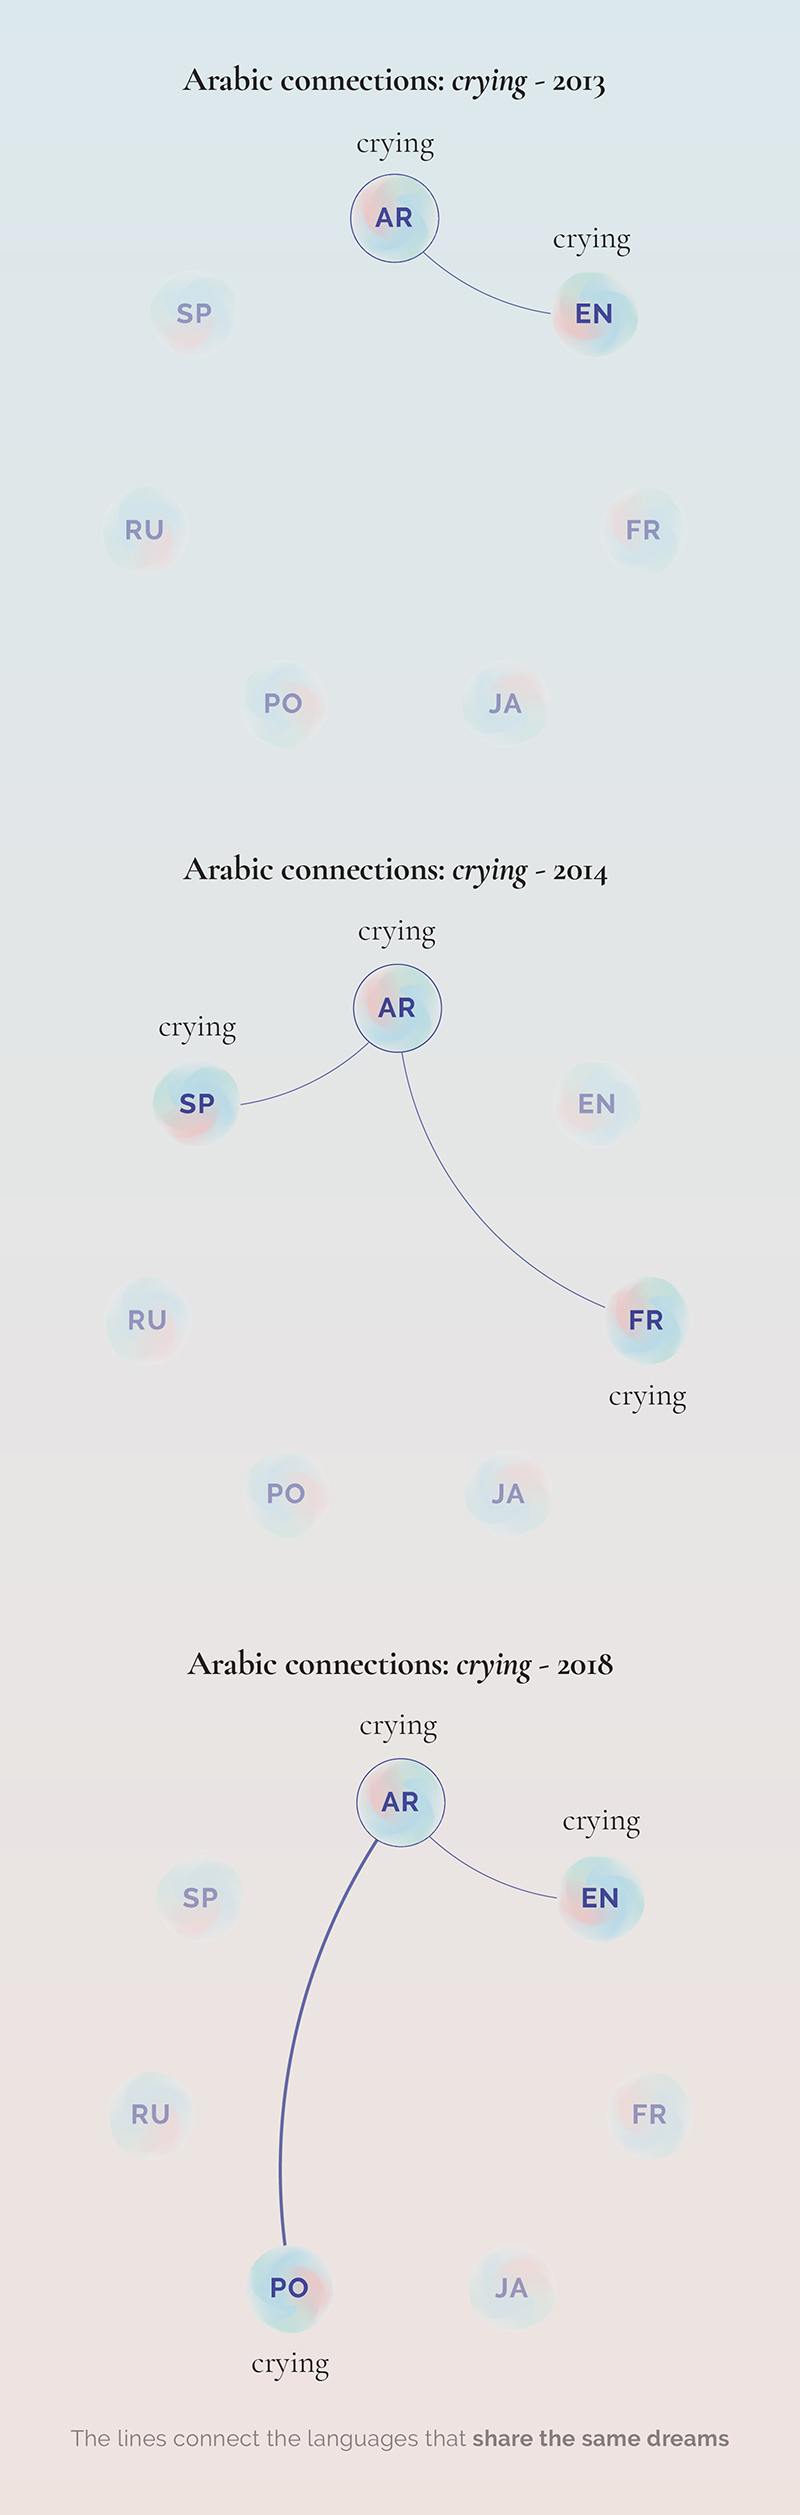 Arabic connections: crying - 2013
crying
AR
crying
EN
SP
RU
FR
PO
JA
Arabic connections: crying - 2014
crying
AR
crying
SP
EN
RU
FR
crying
PO
JA
Arabic connections: crying - 2018
crying
AR
crying
EN
SP
RU
FR
PO
JA
crying
The lines connect the languages that share the same dreams